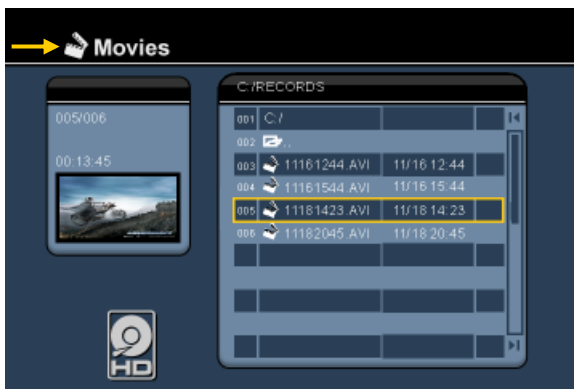 Movies
005/006
00:13:45
C:/RECORDS
001 C:/
002 ..
003 11161244.AVI 11/16 12:44
004 11161544.AVI 11/16 15:44
005 11181423.AVI 11/18 14:23
006 11182045.AVI 11/18 20:45
HD